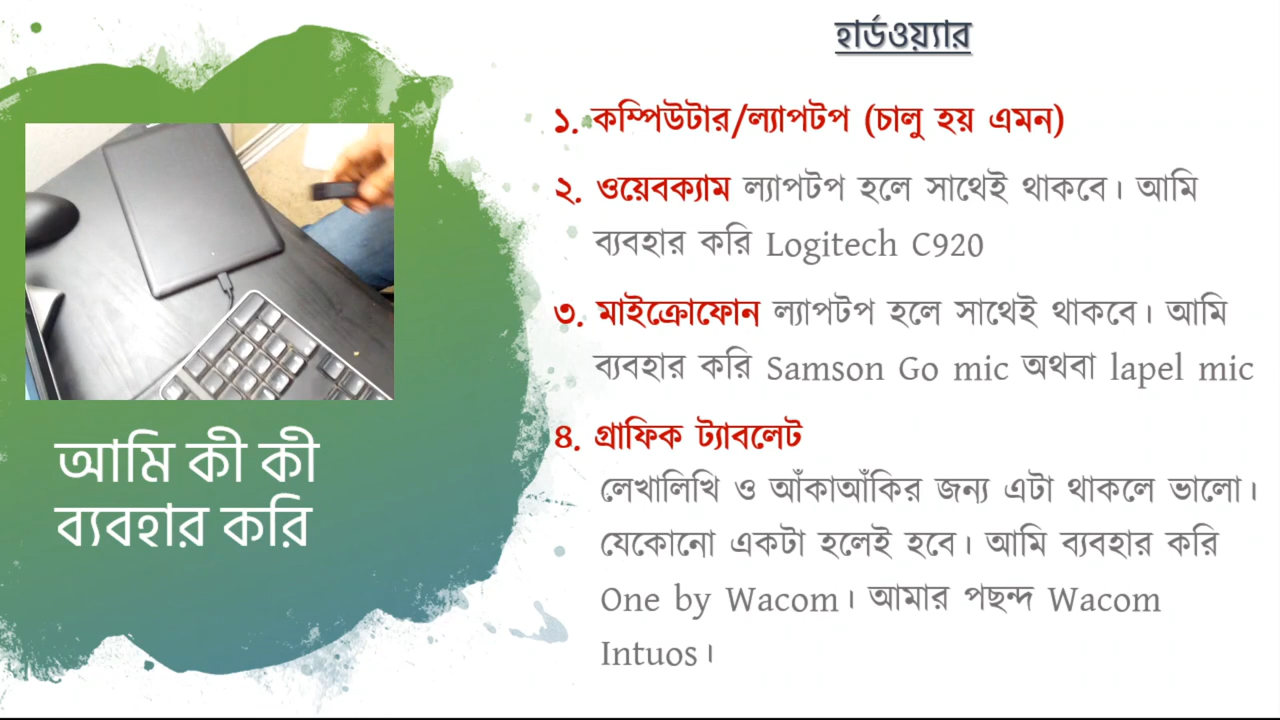 আমি কী কী
ব্যবহার করি
হার্ডওয়্যার
১. কম্পিউটার/ল্যাপটপ (চালু হয় এমন)
২. ওয়েবক্যাম ল্যাপটপ হলে সাথেই থাকবে। আমি
ব্যবহার করি Logitech C920
৩. মাইক্রোফোন ল্যাপটপ হলে সাথেই থাকবে। আমি
ব্যবহার করি Samson Go mic অথবা lapel mic
৪. গ্রাফিক ট্যাবলেট
লেখালিখি ও আঁকাআঁকির জন্য এটা থাকলে ভালো।
যেকোনো একটা হলেই হবে। আমি ব্যবহার করি
One by Wacom। আমার পছন্দ Wacom
Intuos।